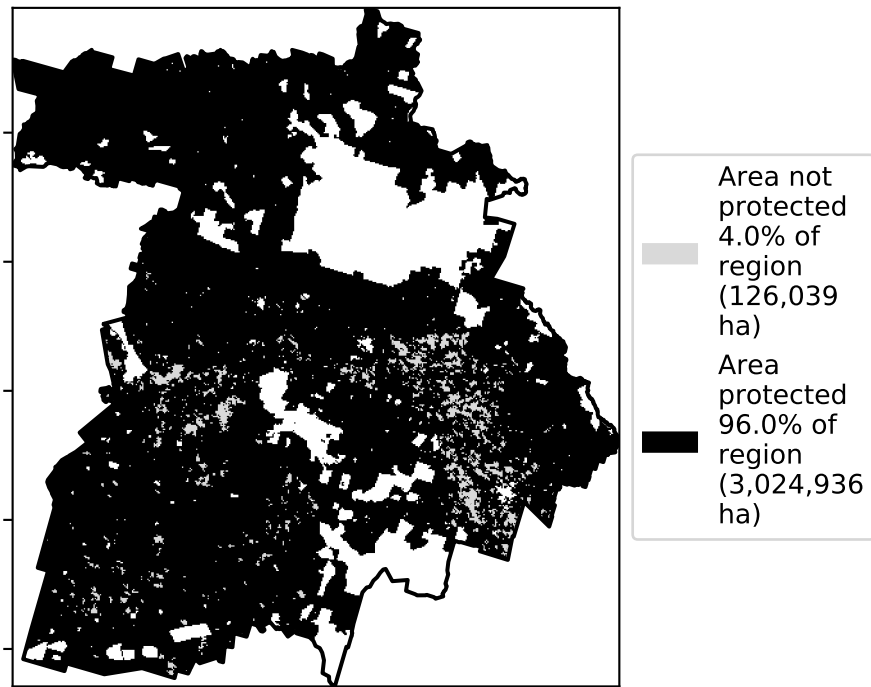 Area not
protected
4.0% of
region
(126,039
ha)
Area
protected
96.0% of
region
(3,024,936
ha)